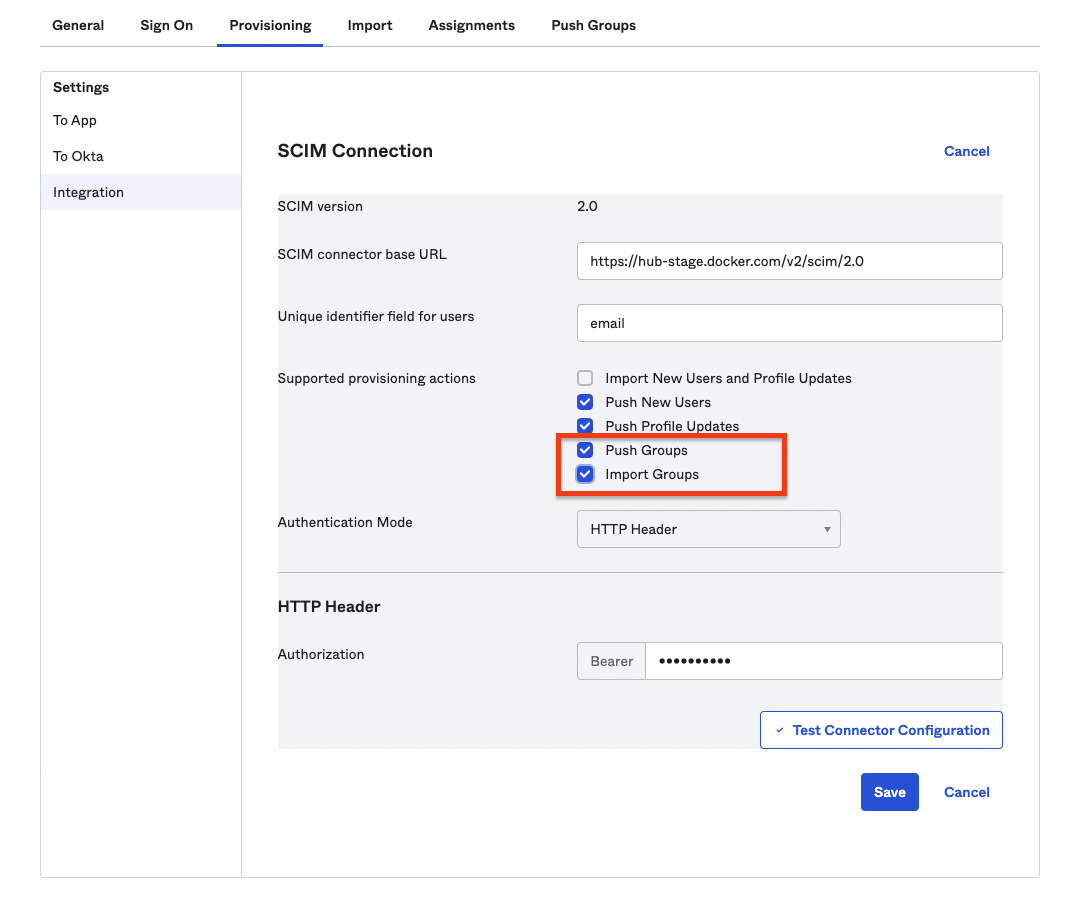 General Sign On Provisioning Import Assignments Push Groups
Settings
To App
To Okta
Integration
SCIM Connection Cancel
SCIM version 2.0
SCIM connector base URL https://hub-stage.docker.com/v2/scim/2.0
Unique identifier field for users email
Supported provisioning actions Import New Users and Profile Updates
Push New Users
Push Profile Updates
Push Groups
Import Groups
Authentication Mode HTTP Header
HTTP Header
Authorization Bearer ••••••••••
Test Connector Configuration
Save Cancel